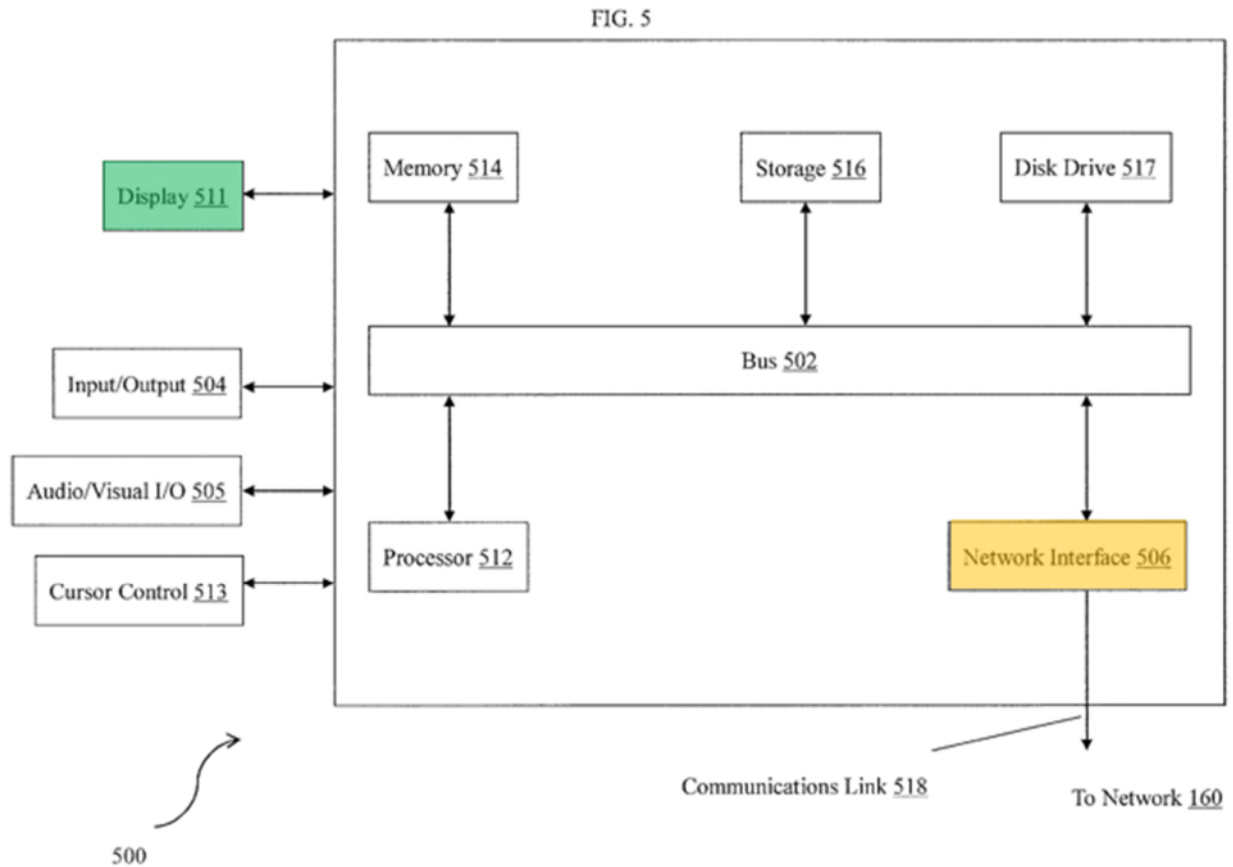 FIG. 5
Memory 514
Storage 516
Disk Drive 517
Display 511
Bus 502
Input/Output 504
Audio/Visual I/O 505
Processor 512
Network Interface 506
Cursor Control 513
Communications Link 518
To Network 160
500